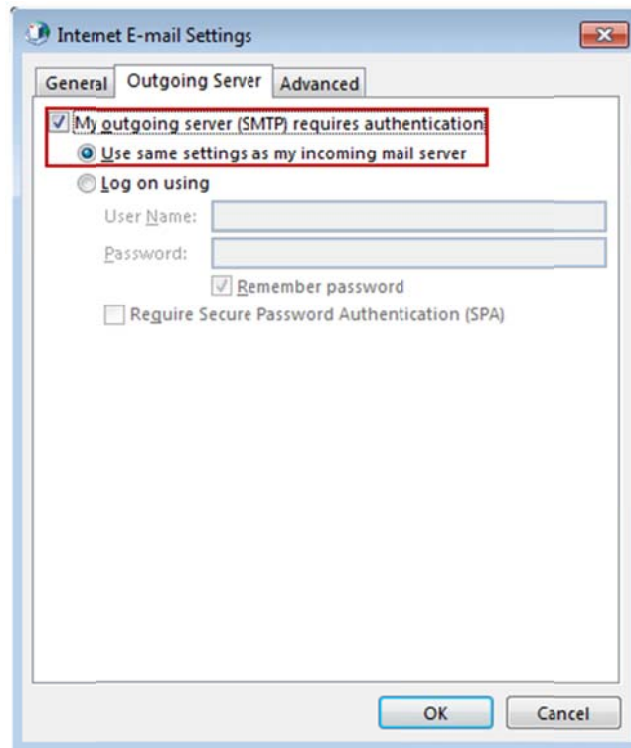 Internet E-mail Settings
General Outgoing Server Advanced
My outgoing server (SMTP) requires authentication
Use same settings as my incoming mail server
Log on using
User Name:
Password:
Remember password
Require Secure Password Authentication (SPA)
OK Cancel